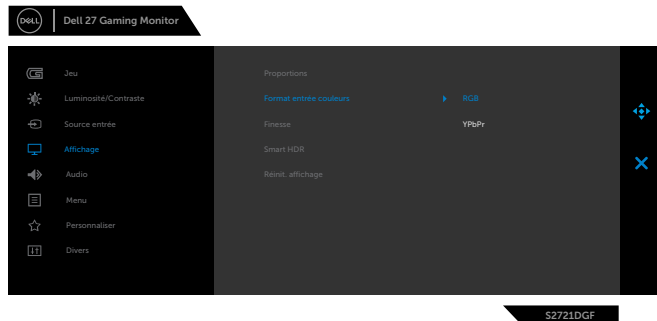 DELL
Dell 27 Gaming Monitor
Jeu
Luminosité/Contraste
Source entrée
Affichage
Audio
Menu
Personnaliser
Divers
Proportions
Format entrée couleurs
RGB
Finesse
YPbPr
Smart HDR
Réinit. affichage
S2721DGF